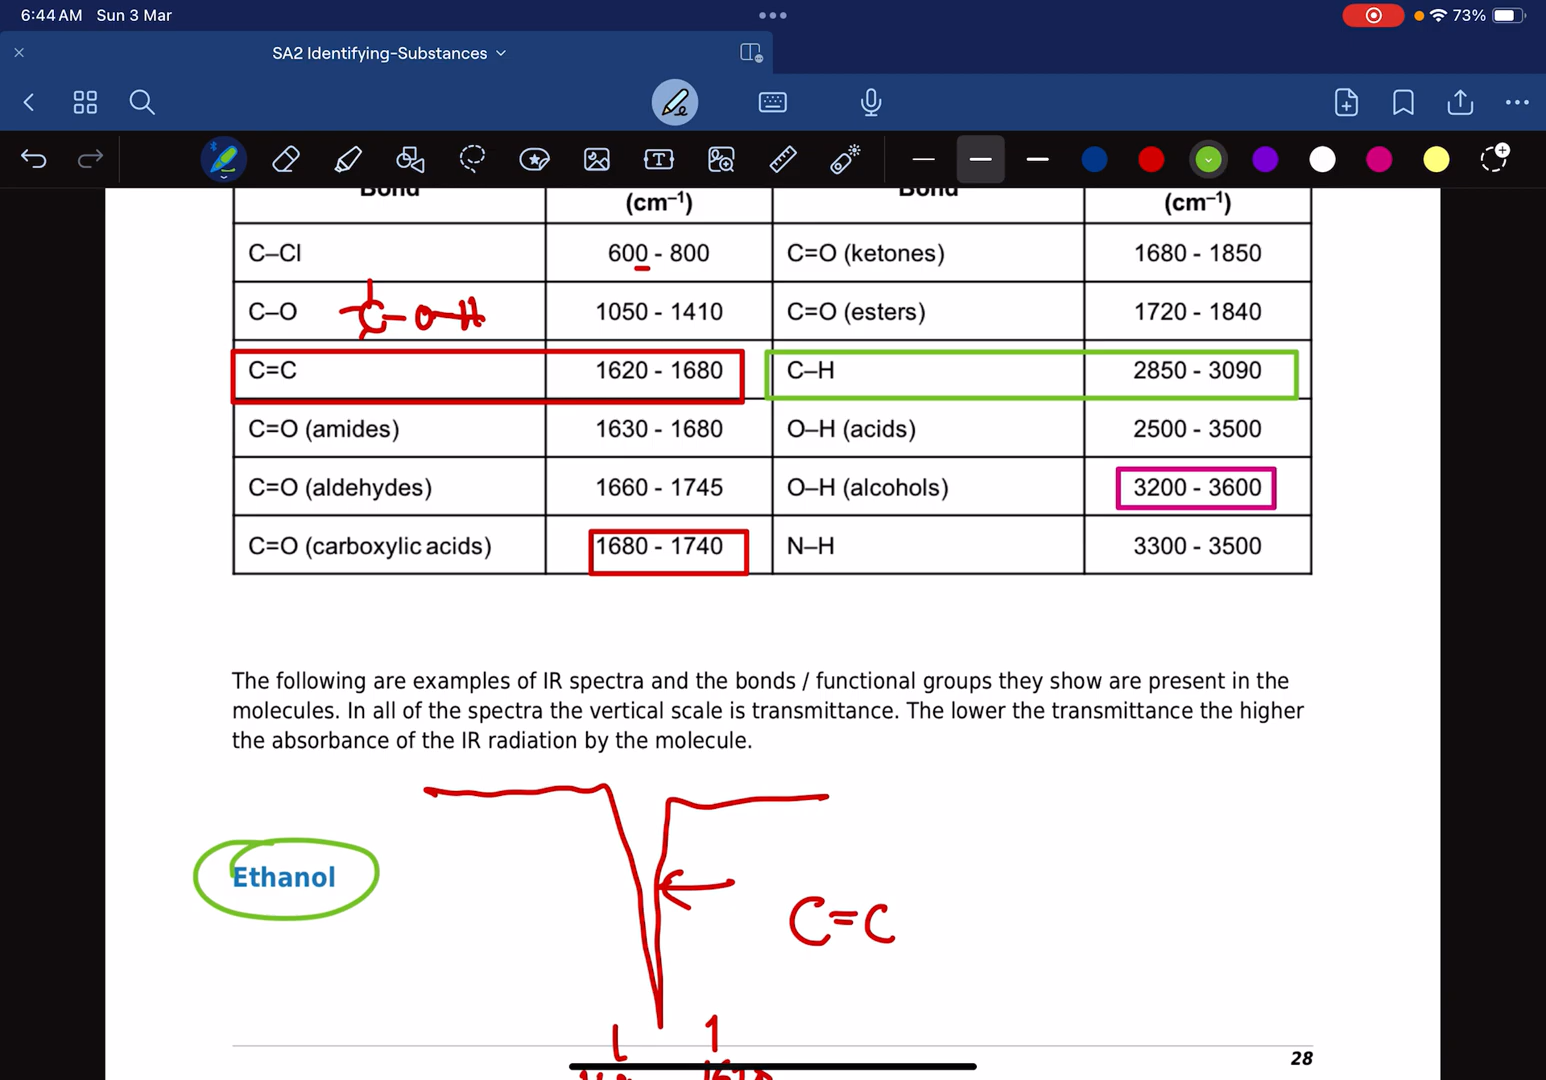 6:44 AM Sun 3 Mar
73%
SA2 Identifying-Substances
Bond (cm⁻¹) Bond (cm⁻¹)
C–Cl 600 - 800 C=O (ketones) 1680 - 1850
C–O C-O-H 1050 - 1410 C=O (esters) 1720 - 1840
C=C 1620 - 1680 C–H 2850 - 3090
C=O (amides) 1630 - 1680 O–H (acids) 2500 - 3500
C=O (aldehydes) 1660 - 1745 O–H (alcohols) 3200 - 3600
C=O (carboxylic acids) 1680 - 1740 N–H 3300 - 3500
The following are examples of IR spectra and the bonds / functional groups they show are present in the
molecules. In all of the spectra the vertical scale is transmittance. The lower the transmittance the higher
the absorbance of the IR radiation by the molecule.
Ethanol
C=C
28